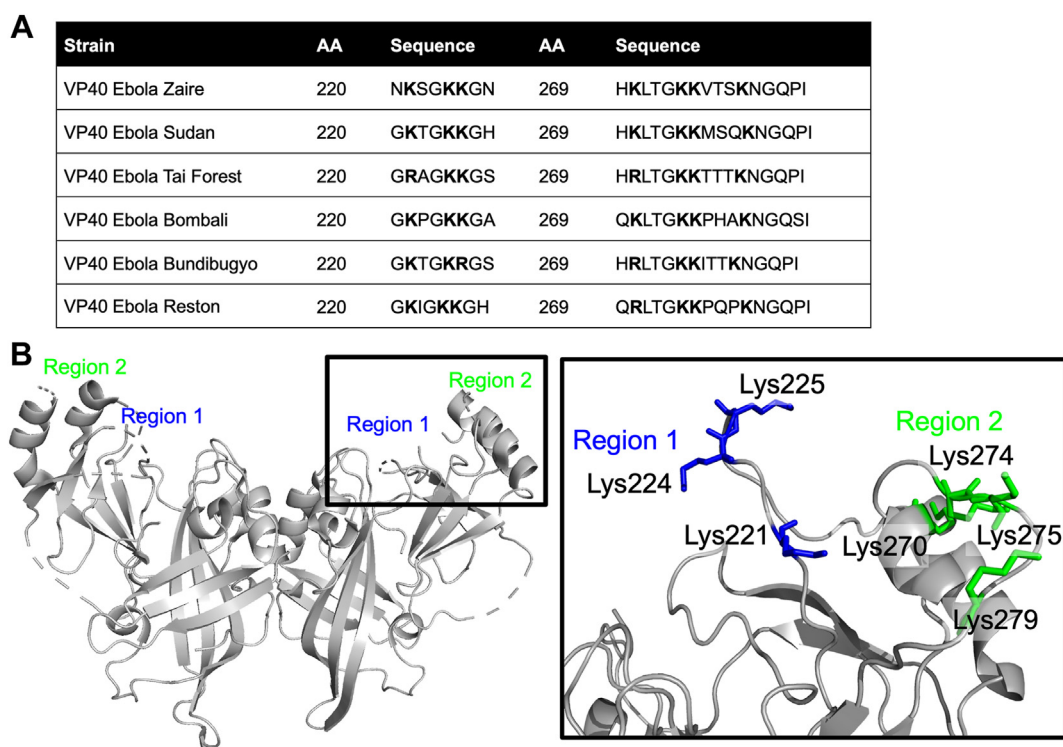 A
Strain AA Sequence AA Sequence
VP40 Ebola Zaire 220 NKSGKKGN 269 HKLTGKKVTSKNGQPI
VP40 Ebola Sudan 220 GKTGKKGH 269 HKLTGKKMSQKNGQPI
VP40 Ebola Tai Forest 220 GRAGKKGS 269 HRLTGKKTTTKNGQPI
VP40 Ebola Bombali 220 GKPGKKGA 269 QKLTGKKPHAKNGQSI
VP40 Ebola Bundibugyo 220 GKTGKRGS 269 HRLTGKKITTKNGQPI
VP40 Ebola Reston 220 GKIGKKGH 269 QRLTGKKPQPKNGQPI
B
Region 2
Region 1
Region 2
Region 1
Lys225
Region 1
Region 2
Lys224
Lys274
Lys221
Lys270
Lys275
Lys279